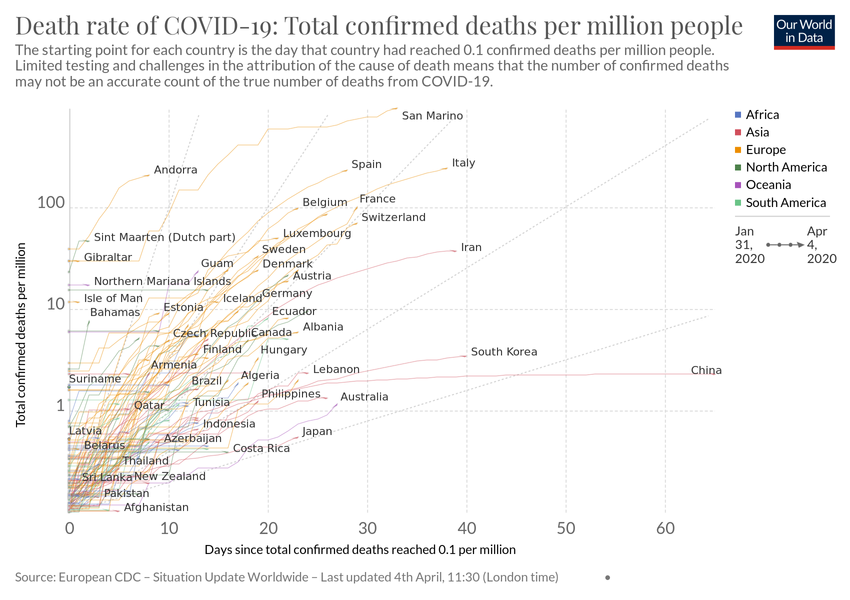 Death rate of COVID-19: Total confirmed deaths per million people
Our World
in Data
The starting point for each country is the day that country had reached 0.1 confirmed deaths per million people.
Limited testing and challenges in the attribution of the cause of death means that the number of confirmed deaths
may not be an accurate count of the true number of deaths from COVID-19.
San Marino
Africa
Asia
Europe
North America
Oceania
South America
Jan
31,
2020
Apr
4,
2020
Andorra
Spain
Italy
100
Belgium
France
Switzerland
Sint Maarten (Dutch part)
Luxembourg
Iran
Gibraltar
Sweden
Guam
Denmark
Northern Mariana Islands
Austria
Isle of Man
Iceland
Germany
10
Bahamas
Estonia
Ecuador
Czech Republic
Canada
Albania
Finland
Hungary
South Korea
Armenia
Lebanon
China
Suriname
Brazil
Algeria
Philippines
Australia
1
Qatar
Tunisia
Indonesia
Latvia
Japan
Belarus
Azerbaijan
Costa Rica
Thailand
Sri Lanka
New Zealand
Pakistan
Afghanistan
Total confirmed deaths per million
0
10
20
30
40
50
60
Days since total confirmed deaths reached 0.1 per million
Source: European CDC – Situation Update Worldwide – Last updated 4th April, 11:30 (London time)